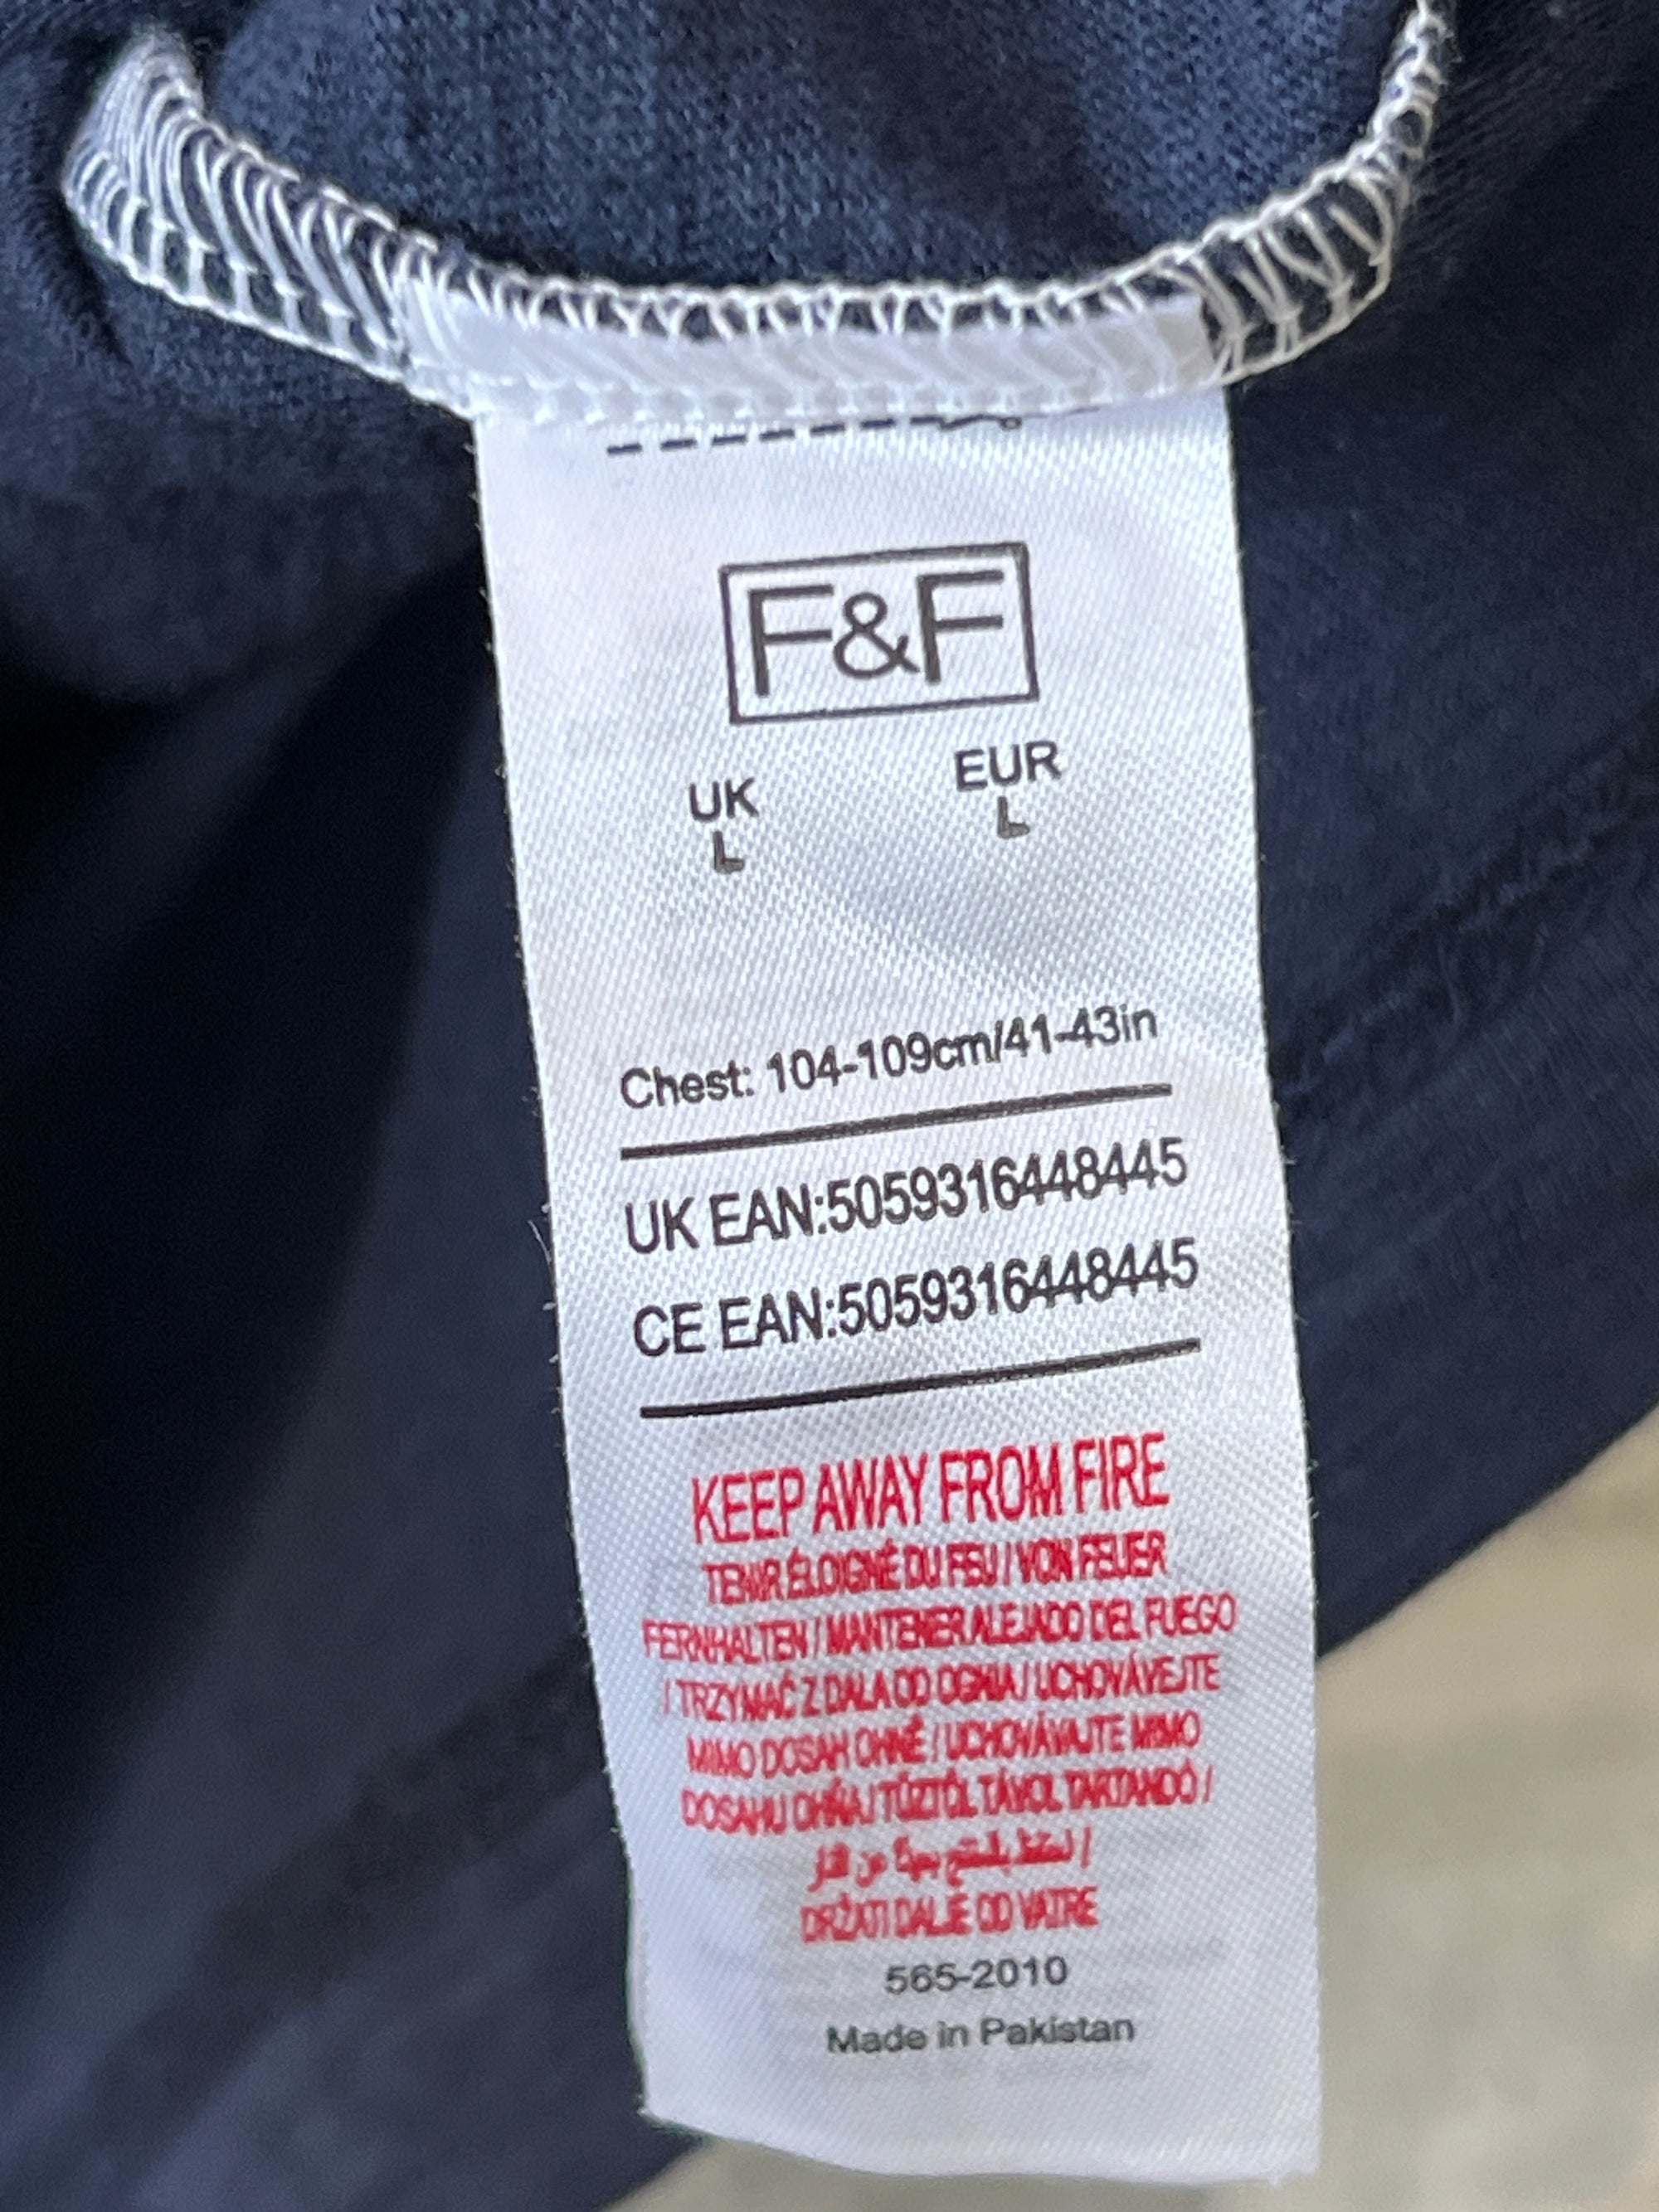 F&F
UK EUR
L L
Chest: 104-109cm/41-43in
UK EAN:5059316448445
CE EAN:5059316448445
KEEP AWAY FROM FIRE
TENIR ÉLOIGNÉ DU FEU / VON FEUER
FERNHALTEN / MANTENER ALEJADO DEL FUEGO
/ TRZYMAĆ Z DALA OD OGNIA / UCHOVÁVEJTE
MIMO DOSAH OHNĚ / UCHOVÁVAJTE MIMO
DOSAHU OHŇA / TŰZTŐL TÁVOL TARTANDÓ /
DRŽATI DALJE OD VATRE
565-2010
Made in Pakistan